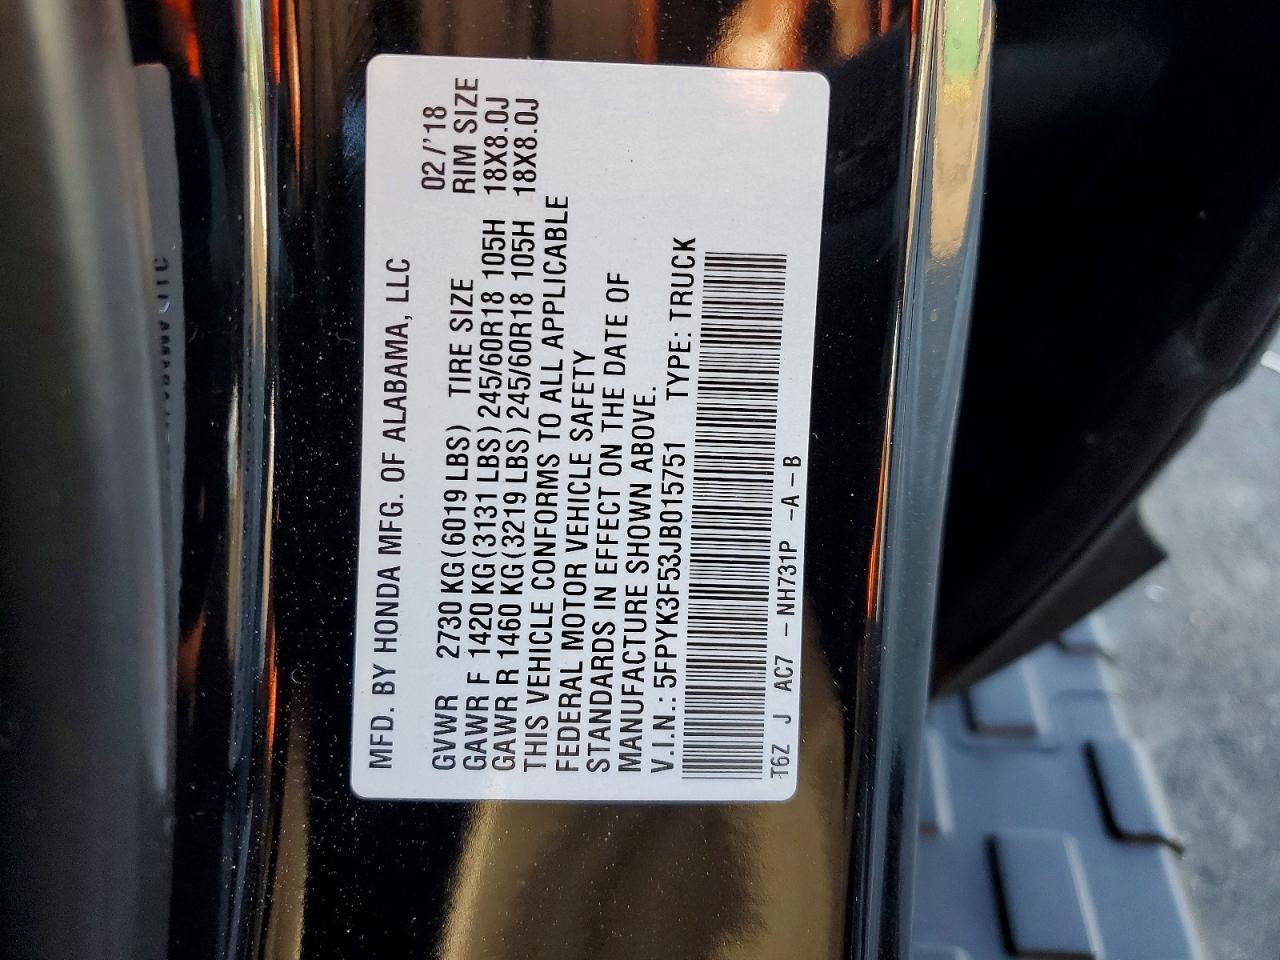 MFD. BY HONDA MFG. OF ALABAMA, LLC
02/'18
GVWR 2730 KG(6019 LBS) TIRE SIZE RIM SIZE
GAWR F 1420 KG(3131 LBS) 245/60R18 105H 18X8.0J
GAWR R 1460 KG(3219 LBS) 245/60R18 105H 18X8.0J
THIS VEHICLE CONFORMS TO ALL APPLICABLE
FEDERAL MOTOR VEHICLE SAFETY
STANDARDS IN EFFECT ON THE DATE OF
MANUFACTURE SHOWN ABOVE.
V.I.N.: 5FPYK3F53JB015751 TYPE: TRUCK
T6Z J AC7 - NH731P -A-B